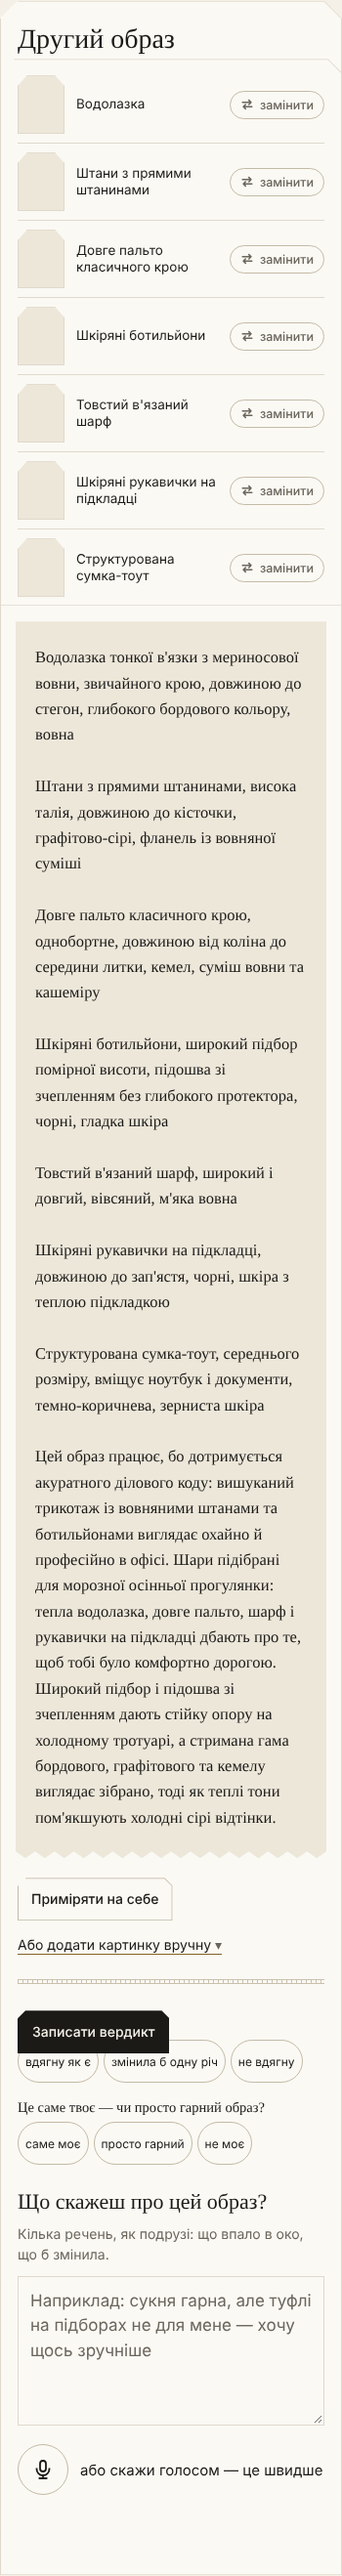 Другий образ
Водолазка
⇄ замінити
Штани з прямими
штанинами
⇄ замінити
Довге пальто
класичного крою
⇄ замінити
Шкіряні ботильйони
⇄ замінити
Товстий в'язаний
шарф
⇄ замінити
Шкіряні рукавички на
підкладці
⇄ замінити
Структурована
сумка-тоут
⇄ замінити
Водолазка тонкої в'язки з мериносової
вовни, звичайного крою, довжиною до
стегон, глибокого бордового кольору,
вовна
Штани з прямими штанинами, висока
талія, довжиною до кісточки,
графітово-сірі, фланель із вовняної
суміші
Довге пальто класичного крою,
однобортне, довжиною від коліна до
середини литки, кемел, суміш вовни та
кашеміру
Шкіряні ботильйони, широкий підбор
помірної висоти, підошва зі
зчепленням без глибокого протектора,
чорні, гладка шкіра
Товстий в'язаний шарф, широкий і
довгий, вівсяний, м'яка вовна
Шкіряні рукавички на підкладці,
довжиною до зап'ястя, чорні, шкіра з
теплою підкладкою
Структурована сумка-тоут, середнього
розміру, вміщує ноутбук і документи,
темно-коричнева, зерниста шкіра
Цей образ працює, бо дотримується
акуратного ділового коду: вишуканий
трикотаж із вовняними штанами та
ботильйонами виглядає охайно й
професійно в офісі. Шари підібрані
для морозної осінньої прогулянки:
тепла водолазка, довге пальто, шарф і
рукавички на підкладці дбають про те,
щоб тобі було комфортно дорогою.
Широкий підбор і підошва зі
зчепленням дають стійку опору на
холодному тротуарі, а стримана гама
бордового, графітового та кемелу
виглядає зібрано, тоді як теплі тони
пом'якшують холодні сірі відтінки.
Приміряти на себе
Або додати картинку вручну ▾
Записати вердикт
вдягну як є
змінила б одну річ
не вдягну
Це саме твоє — чи просто гарний образ?
саме моє
просто гарний
не моє
Що скажеш про цей образ?
Кілька речень, як подрузі: що впало в око,
що б змінила.
Наприклад: сукня гарна, але туфлі
на підборах не для мене — хочу
щось зручніше
або скажи голосом — це швидше